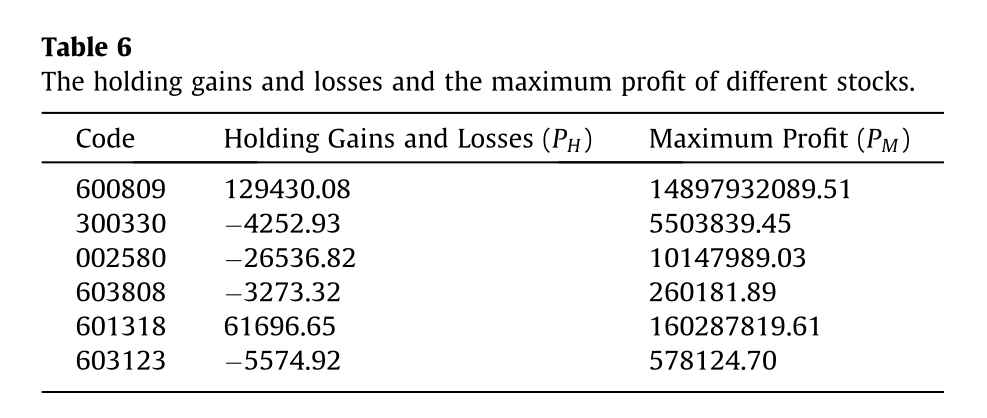 Table 6
The holding gains and losses and the maximum profit of different stocks.
Code Holding Gains and Losses (P_H) Maximum Profit (P_M)
600809 129430.08 14897932089.51
300330 −4252.93 5503839.45
002580 −26536.82 10147989.03
603808 −3273.32 260181.89
601318 61696.65 160287819.61
603123 −5574.92 578124.70